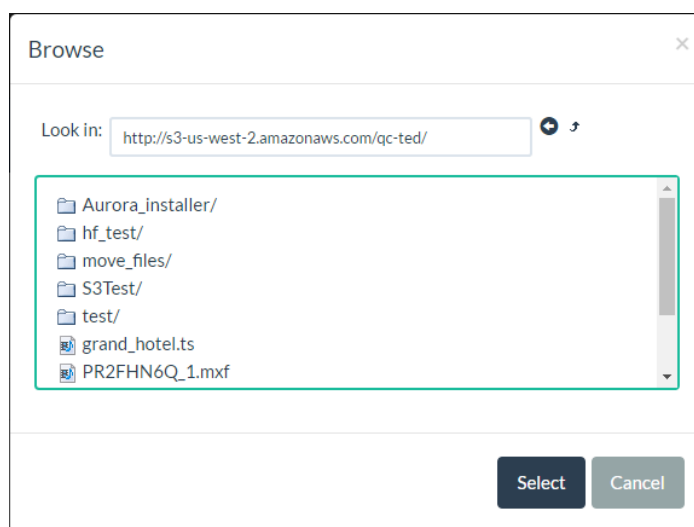 Browse
Look in: http://s3-us-west-2.amazonaws.com/qc-ted/
Aurora_installer/
hf_test/
move_files/
S3Test/
test/
grand_hotel.ts
PR2FHN6Q_1.mxf
Select Cancel